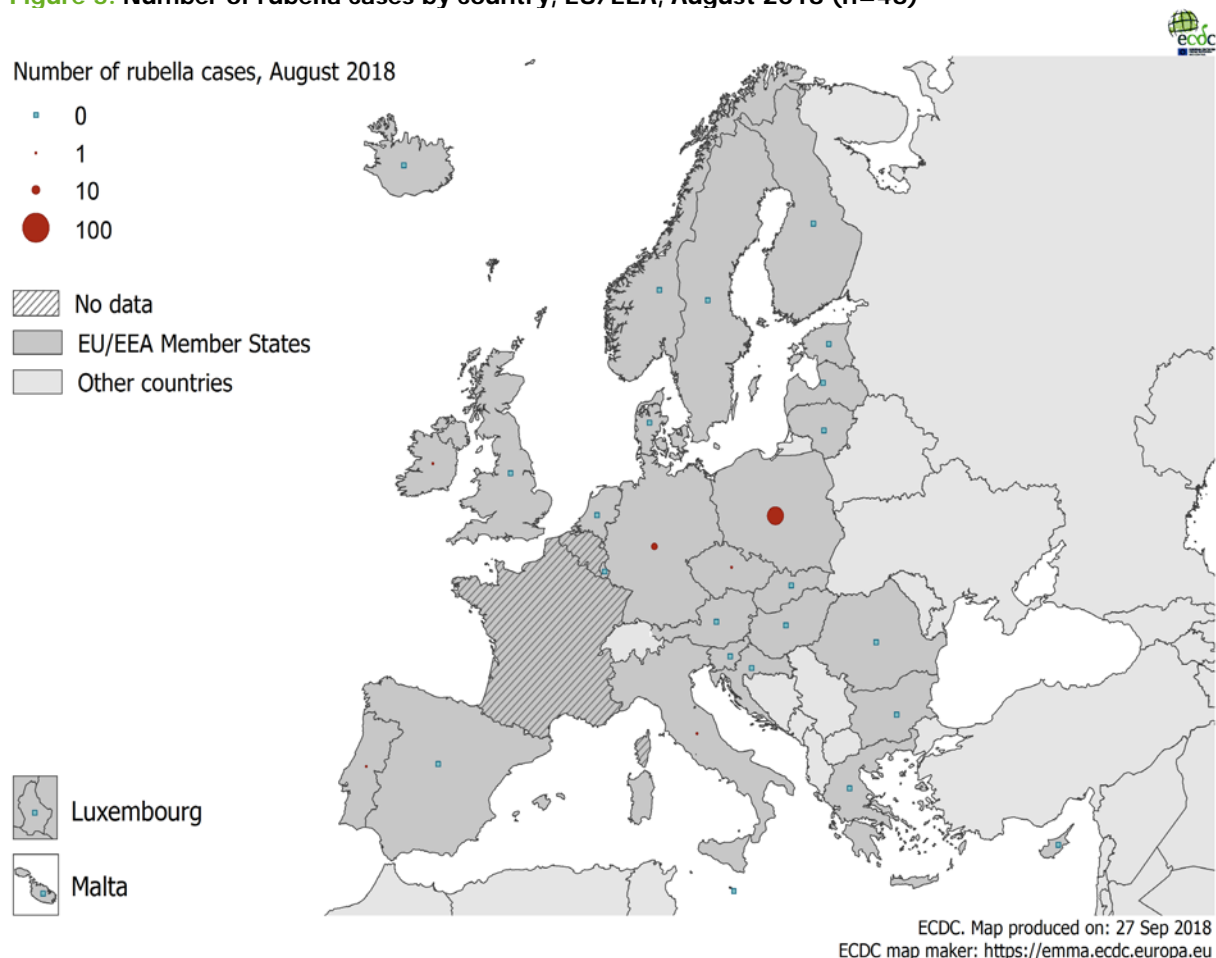 Number of rubella cases, August 2018
0
1
10
100
No data
EU/EEA Member States
Other countries
Luxembourg
Malta
ecdc
ECDC. Map produced on: 27 Sep 2018
ECDC map maker: https://emma.ecdc.europa.eu